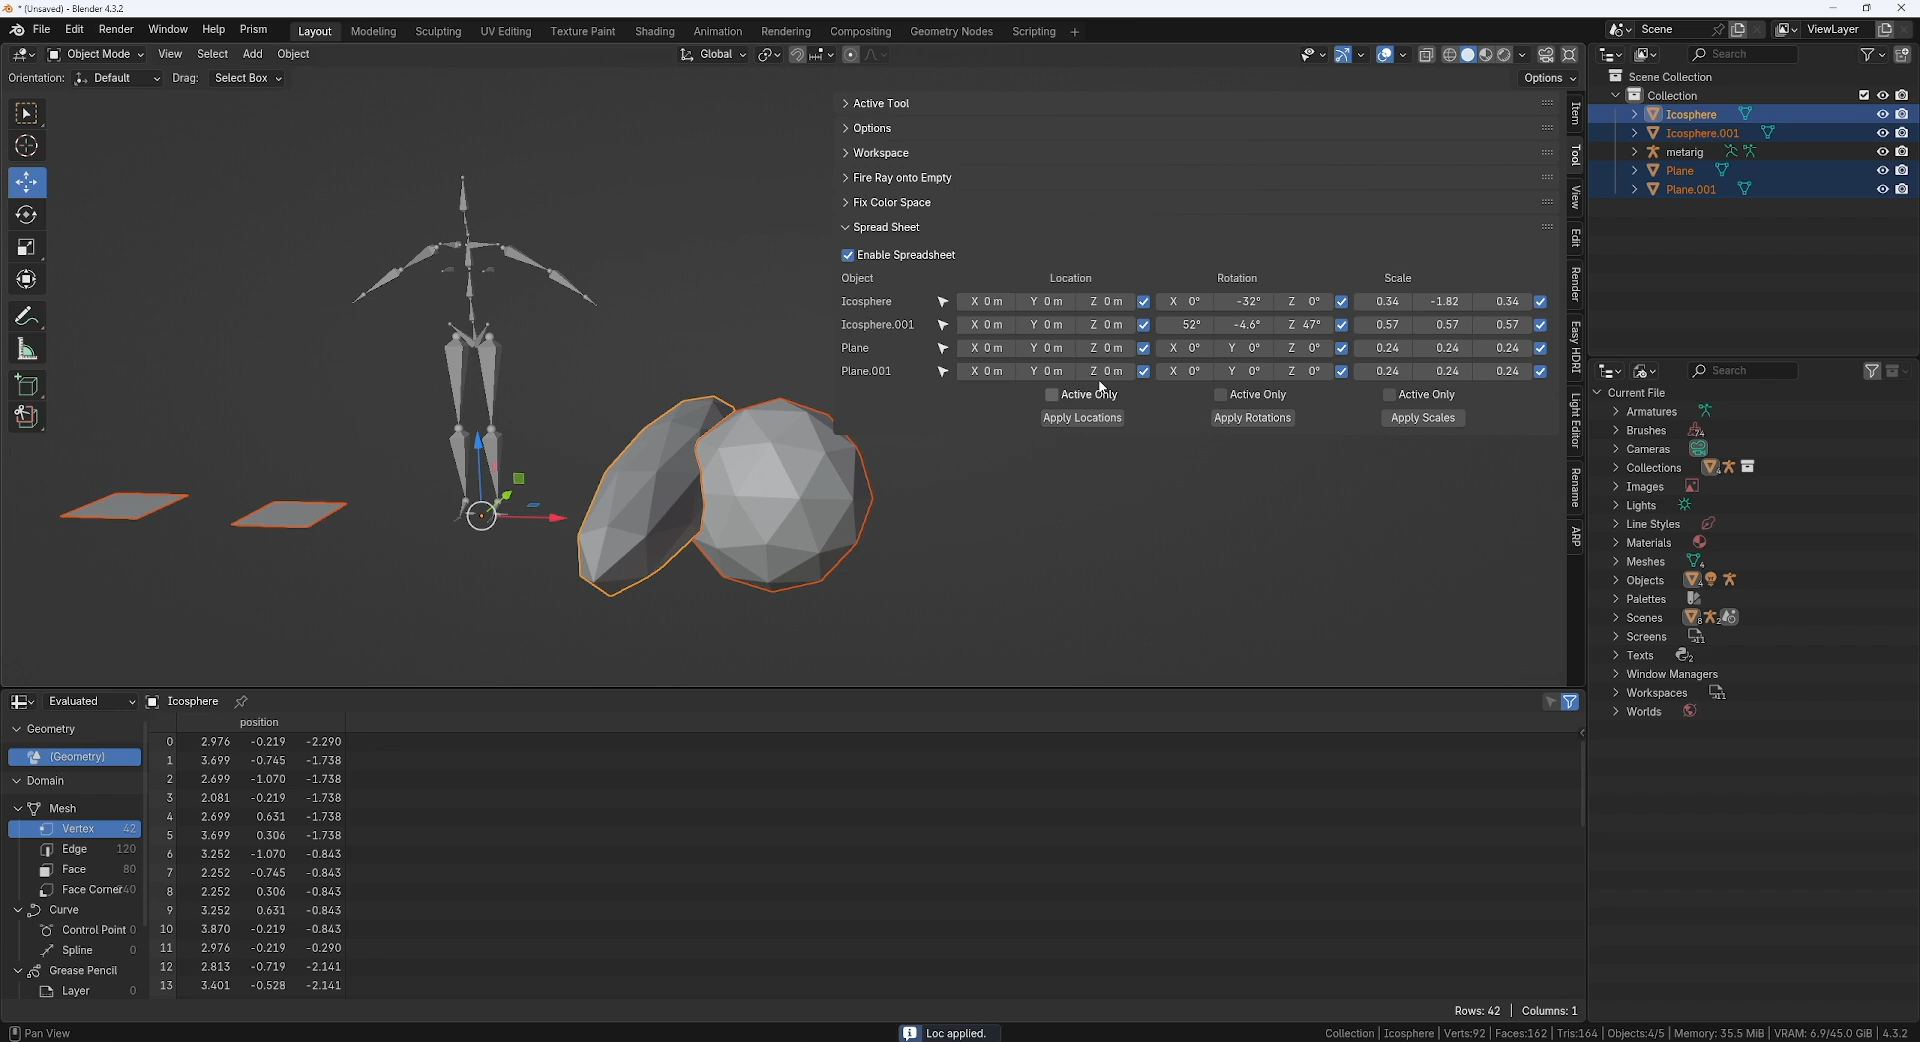 * (Unsaved) - Blender 4.3.2
File Edit Render Window Help Prism Layout Modeling Sculpting UV Editing Texture Paint Shading Animation Rendering Compositing Geometry Nodes Scripting + Scene ViewLayer
Object Mode View Select Add Object Global
Orientation: Default Drag: Select Box Options
Active Tool
Options
Workspace
Fire Ray onto Empty
Fix Color Space
Spread Sheet
Enable Spreadsheet
Object Location Rotation Scale
Icosphere X 0 m Y 0 m Z 0 m X 0° -32° Z 0° 0.34 -1.82 0.34
Icosphere.001 X 0 m Y 0 m Z 0 m 52° -4.6° Z 47° 0.57 0.57 0.57
Plane X 0 m Y 0 m Z 0 m X 0° Y 0° Z 0° 0.24 0.24 0.24
Plane.001 X 0 m Y 0 m Z 0 m X 0° Y 0° Z 0° 0.24 0.24 0.24
Active Only Active Only Active Only
Apply Locations Apply Rotations Apply Scales
Item
Tool
View
Edit
Render
Easy HDRI
Light Editor
Rename
ARP
Search
Scene Collection
Collection
Icosphere
Icosphere.001
metarig
Plane
Plane.001
Search
Current File
Armatures
Brushes 74
Cameras
Collections 4
Images
Lights
Line Styles
Materials
Meshes 4
Objects 4
Palettes
Scenes 8 2
Screens 11
Texts 2
Window Managers
Workspaces 11
Worlds
Evaluated Icosphere
Geometry
(Geometry)
Domain
Mesh
Vertex 42
Edge 120
Face 80
Face Corner 240
Curve
Control Point 0
Spline 0
Grease Pencil
Layer 0
position
0 2.976 -0.219 -2.290
1 3.699 -0.745 -1.738
2 2.699 -1.070 -1.738
3 2.081 -0.219 -1.738
4 2.699 0.631 -1.738
5 3.699 0.306 -1.738
6 3.252 -1.070 -0.843
7 2.252 -0.745 -0.843
8 2.252 0.306 -0.843
9 3.252 0.631 -0.843
10 3.870 -0.219 -0.843
11 2.976 -0.219 -0.290
12 2.813 -0.719 -2.141
13 3.401 -0.528 -2.141
Rows: 42 | Columns: 1
Pan View Loc applied. Collection | Icosphere | Verts:92 | Faces:162 | Tris:164 | Objects:4/5 | Memory: 35.5 MiB | VRAM: 6.9/45.0 GiB | 4.3.2